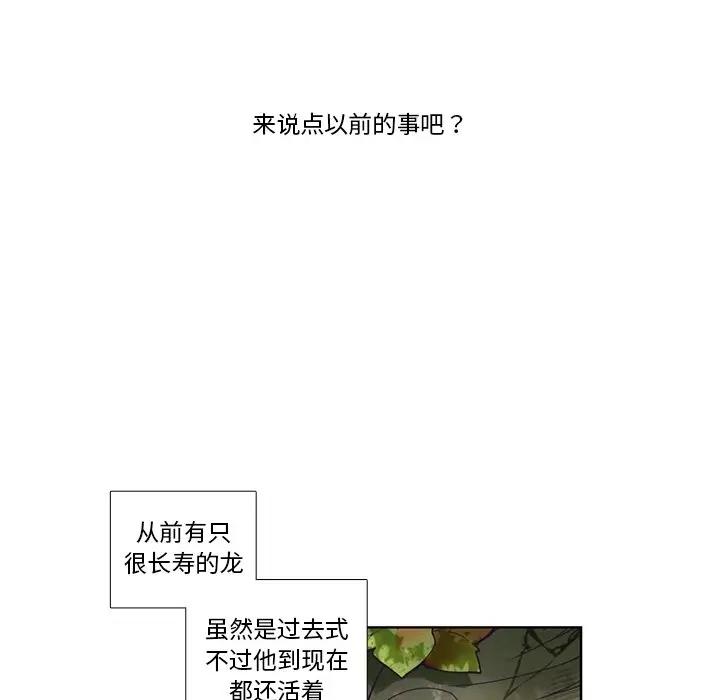 来说点以前的事吧？
从前有只
很长寿的龙
虽然是过去式
不过他到现在
都还活着